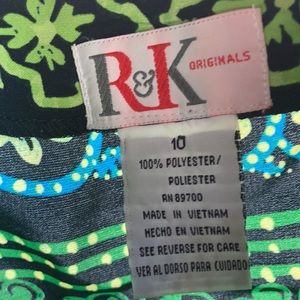 R&K ORIGINALS
10
100% POLYESTER/
POLIESTER
RN 89700
MADE IN VIETNAM
HECHO EN VIETNAM
SEE REVERSE FOR CARE
VER AL DORSO PARA CUIDADO